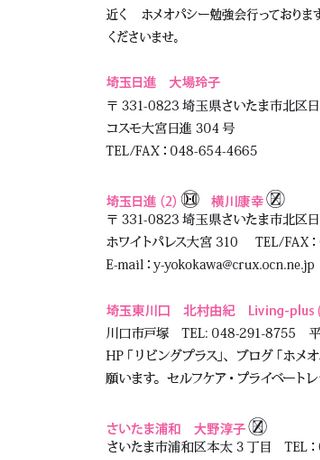 近く　ホメオパシー勉強会行っております
くださいませ。
埼玉日進　大場玲子
〒 331-0823 埼玉県さいたま市北区日
コスモ大宮日進 304 号
TEL/FAX：048-654-4665
埼玉日進（2）Ⓗ　横川康幸Ⓩ
〒 331-0823 埼玉県さいたま市北区日
ホワイトパレス大宮 310　TEL/FAX：
E-mail：y-yokokawa@crux.ocn.ne.jp
埼玉東川口　北村由紀　Living-plus (
川口市戸塚　TEL: 048-291-8755　平
HP「リビングプラス」、ブログ「ホメオ
願います。セルフケア・プライベートレ
さいたま浦和　大野淳子Ⓩ
さいたま市浦和区本太 3 丁目　TEL：0